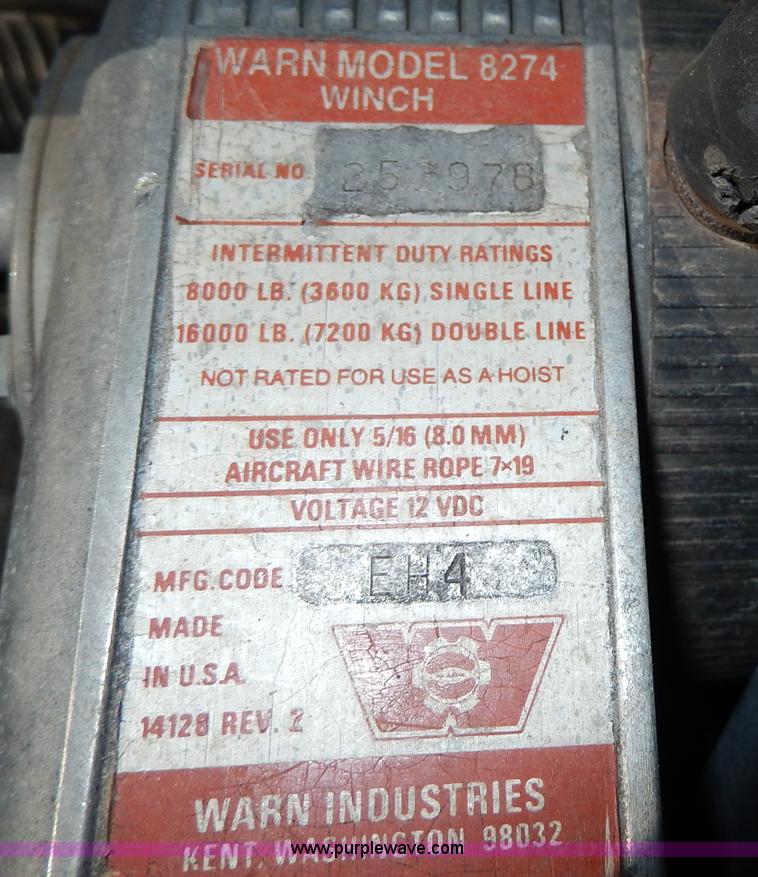 WARN MODEL 8274
WINCH
SERIAL NO.
INTERMITTENT DUTY RATINGS
8000 LB. (3600 KG) SINGLE LINE
16000 LB. (7200 KG) DOUBLE LINE
NOT RATED FOR USE AS A HOIST
USE ONLY 5/16 (8.0 MM)
AIRCRAFT WIRE ROPE 7×19
VOLTAGE 12 VDC
MFG. CODE EH4
MADE
IN U.S.A.
14128 REV. 2
WARN INDUSTRIES
KENT, WASHINGTON 98032
www.purplewave.com